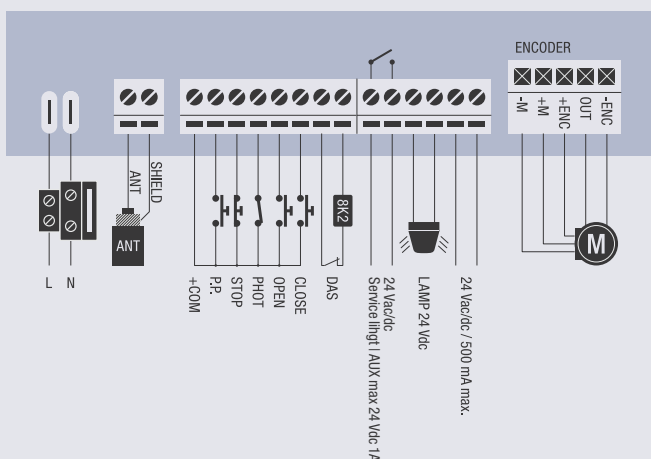 ENCODER
-M
+M
+ENC
OUT
-ENC
ANT
SHIELD
8K2
ANT
M
L
N
+COM
P.P.
STOP
PHOT
OPEN
CLOSE
DAS
24 Vac/dc
Service lihgt | AUX max 24 Vdc 1A
LAMP 24 Vdc
24 Vac/dc / 500 mA max.